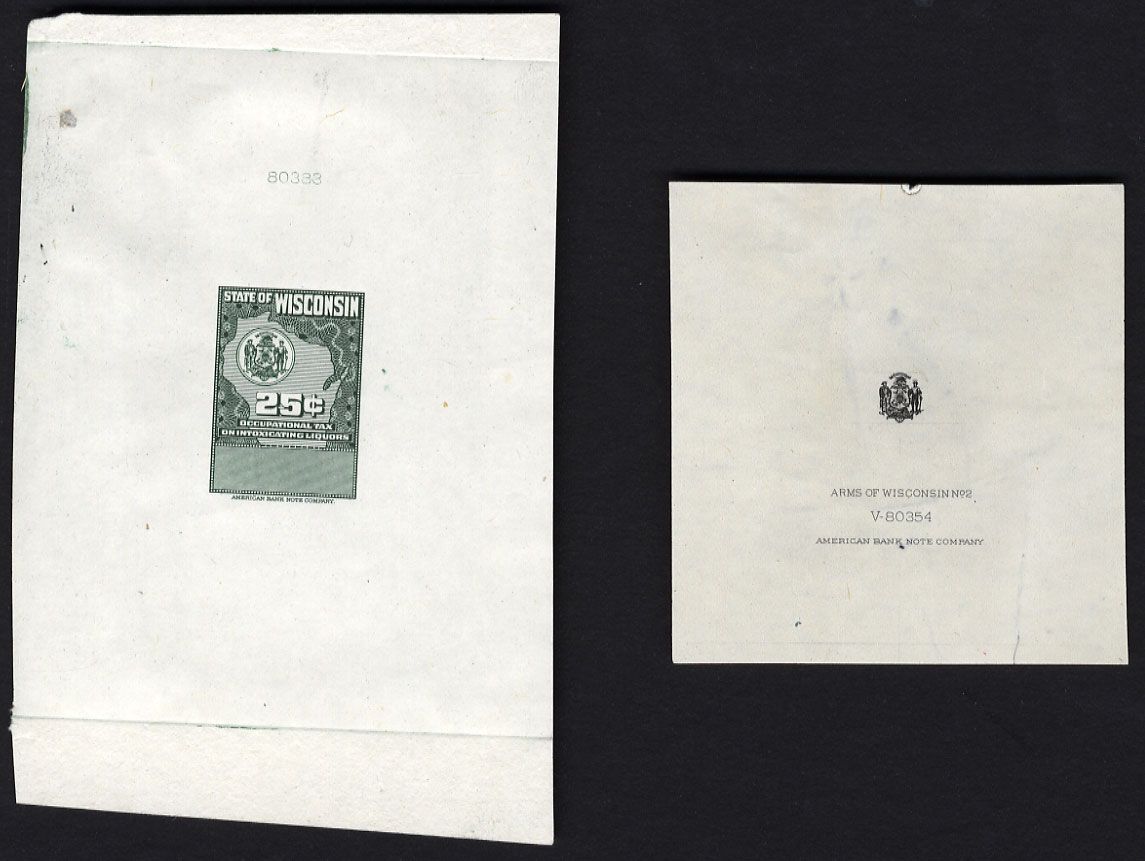 80333
STATE OF WISCONSIN
25¢
OCCUPATIONAL TAX
ON INTOXICATING LIQUORS
AMERICAN BANK NOTE COMPANY.
ARMS OF WISCONSIN Nº2
V-80354
AMERICAN BANK NOTE COMPANY